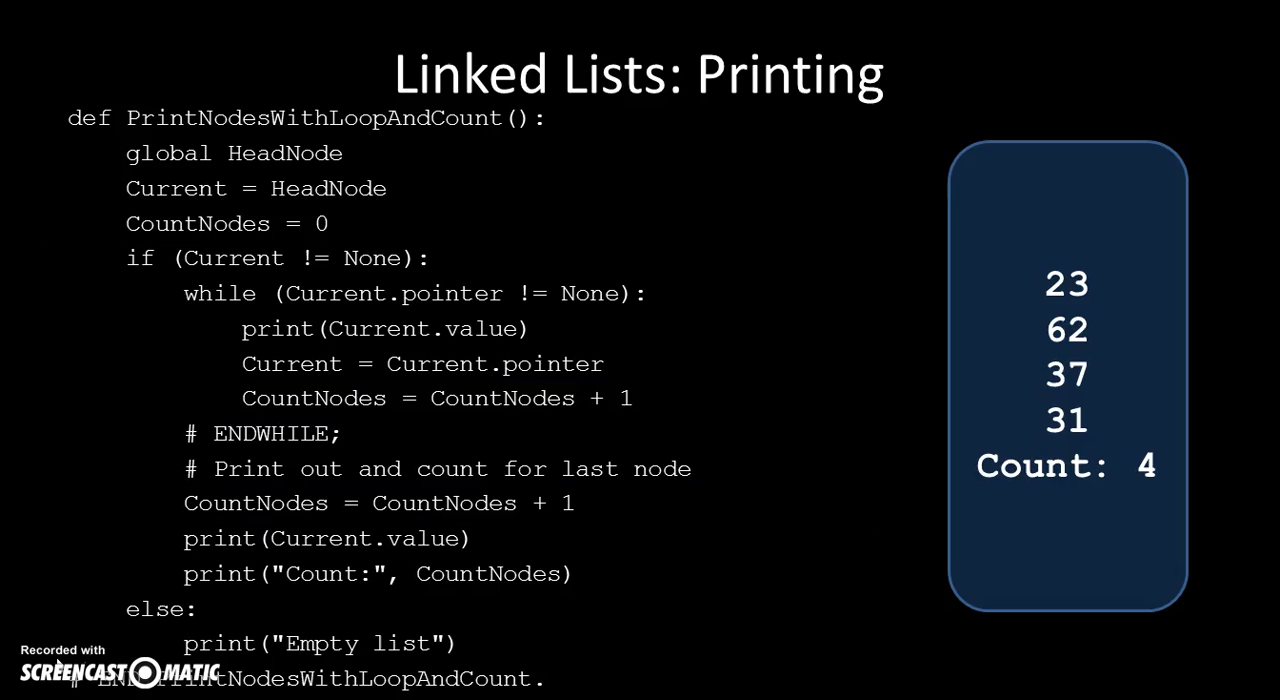 Linked Lists: Printing
def PrintNodesWithLoopAndCount():
global HeadNode
Current = HeadNode
CountNodes = 0
if (Current != None):
while (Current.pointer != None):
print(Current.value)
Current = Current.pointer
CountNodes = CountNodes + 1
# ENDWHILE;
# Print out and count for last node
CountNodes = CountNodes + 1
print(Current.value)
print("Count:", CountNodes)
else:
print("Empty list")
# END PrintNodesWithLoopAndCount.
23
62
37
31
Count: 4
Recorded with
SCREENCAST-O-MATIC